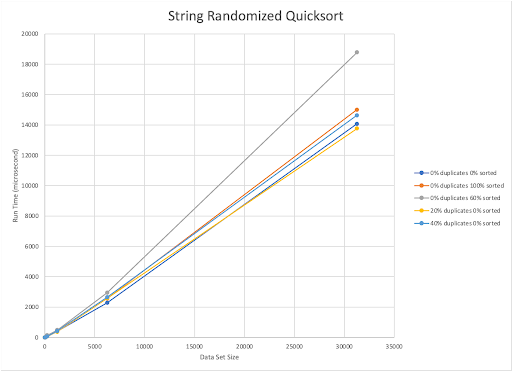 String Randomized Quicksort
20000
18000
16000
14000
12000
10000
8000
6000
4000
2000
0
Run Time (microsecond)
0% duplicates 0% sorted
0% duplicates 100% sorted
0% duplicates 60% sorted
20% duplicates 0% sorted
40% duplicates 0% sorted
0 5000 10000 15000 20000 25000 30000 35000
Data Set Size